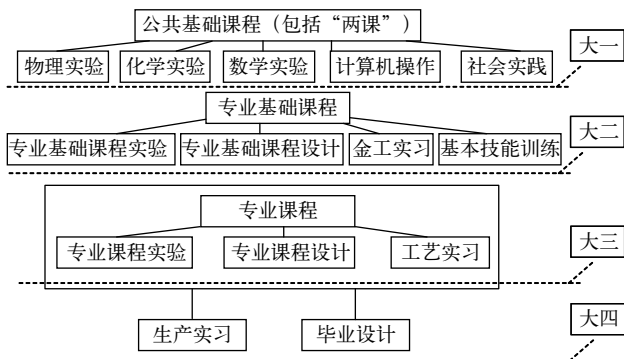 公共基础课程（包括“两课”）
大一
物理实验 化学实验 数学实验 计算机操作 社会实践
专业基础课程
大二
专业基础课程实验 专业基础课程设计 金工实习 基本技能训练
专业课程
大三
专业课程实验 专业课程设计 工艺实习
大四
生产实习 毕业设计